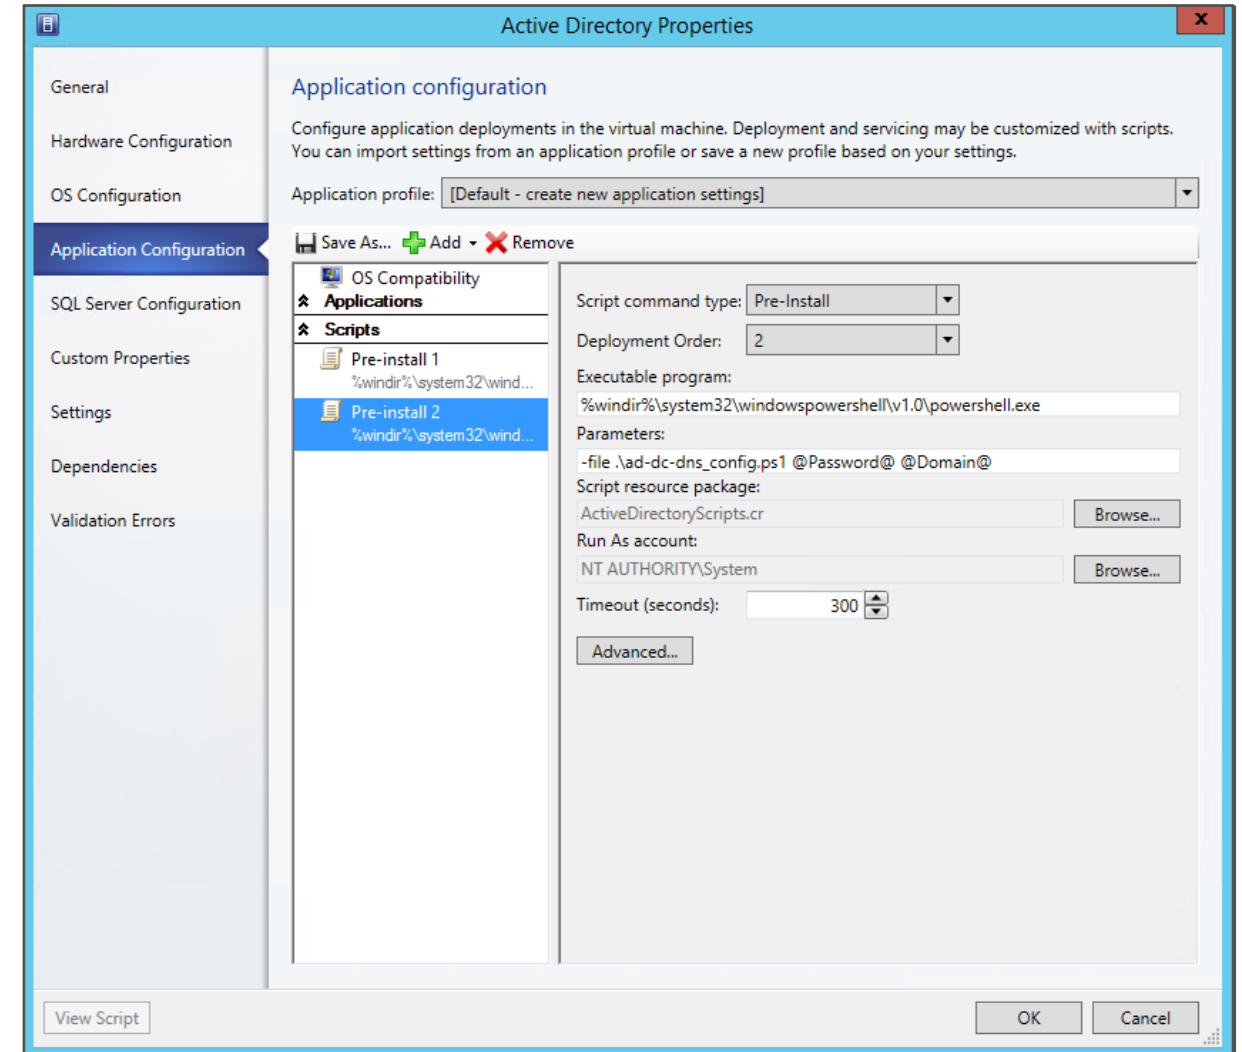 Active Directory Properties
x
General
Hardware Configuration
OS Configuration
Application Configuration
SQL Server Configuration
Custom Properties
Settings
Dependencies
Validation Errors
Application configuration
Configure application deployments in the virtual machine. Deployment and servicing may be customized with scripts.
You can import settings from an application profile or save a new profile based on your settings.
Application profile: [Default - create new application settings]
Save As... Add Remove
OS Compatibility
Applications
Scripts
Pre-install 1
%windir%\system32\wind...
Pre-install 2
%windir%\system32\wind...
Script command type: Pre-Install
Deployment Order: 2
Executable program:
%windir%\system32\windowspowershell\v1.0\powershell.exe
Parameters:
-file .\ad-dc-dns_config.ps1 @Password@ @Domain@
Script resource package:
ActiveDirectoryScripts.cr Browse...
Run As account:
NT AUTHORITY\System Browse...
Timeout (seconds): 300
Advanced...
View Script
OK Cancel